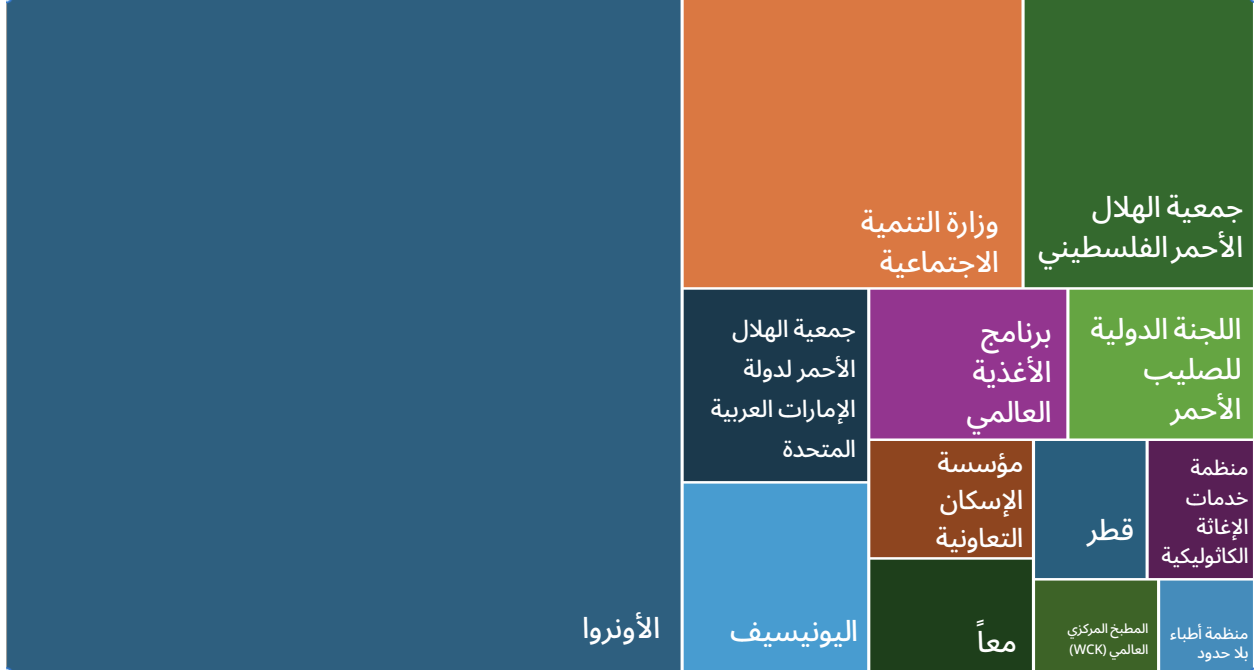 جمعية الهلال
الأحمر الفلسطيني
وزارة التنمية
الاجتماعية
الأونروا
اللجنة الدولية
للصليب
الأحمر
برنامج
الأغذية
العالمي
جمعية الهلال
الأحمر لدولة
الإمارات العربية
المتحدة
منظمة
خدمات
الإغاثة
الكاثوليكية
قطر
مؤسسة
الإسكان
التعاونية
اليونيسيف
منظمة أطباء
بلا حدود
المطبخ المركزي
العالمي (WCK)
معاً